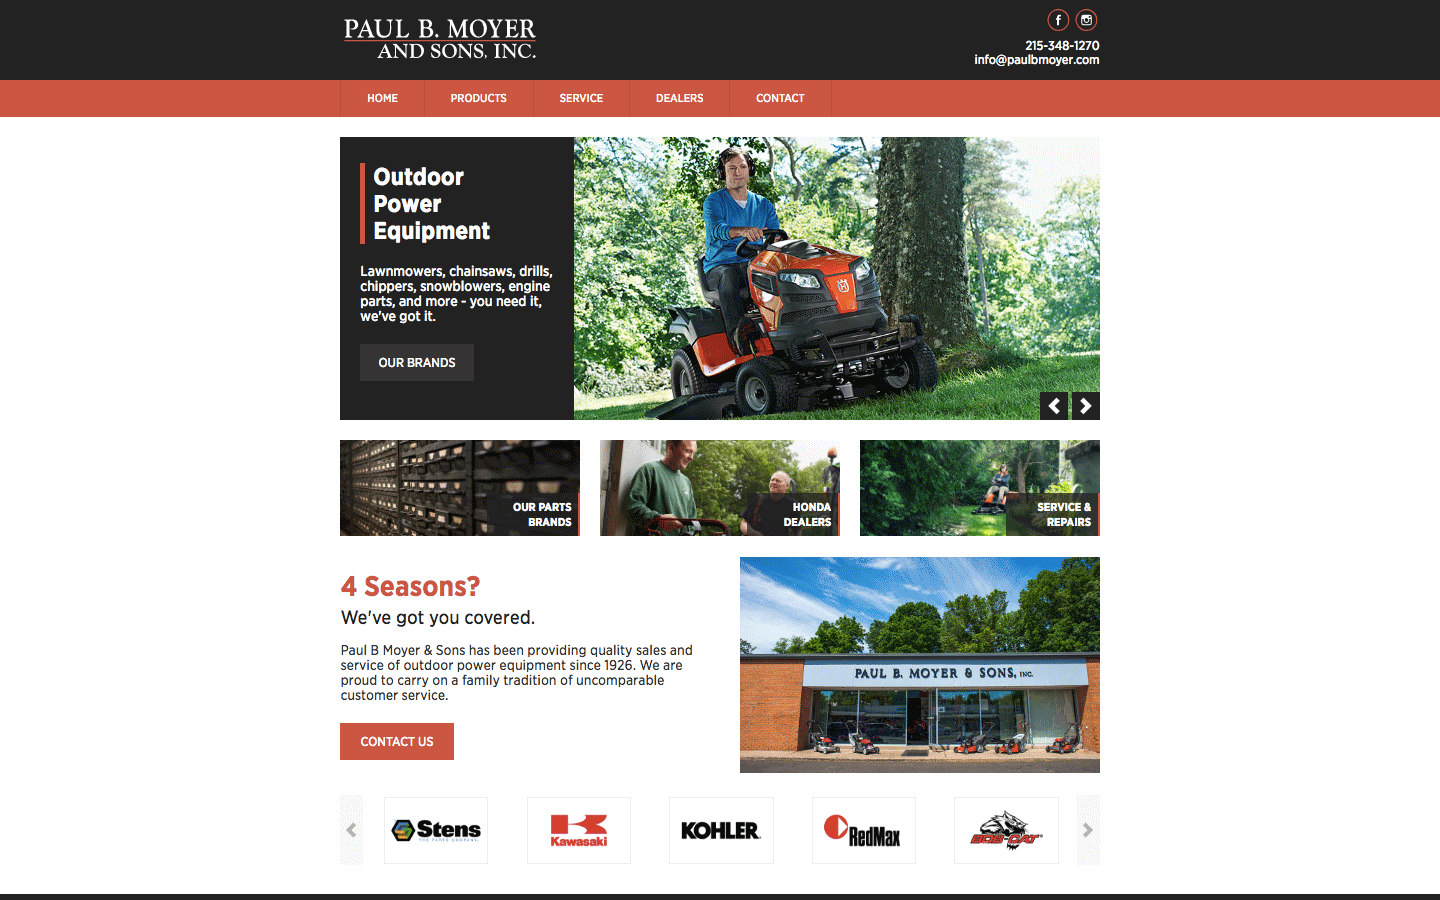 PAUL B. MOYER
AND SONS, INC.
215-348-1270
info@paulbmoyer.com
HOME
PRODUCTS
SERVICE
DEALERS
CONTACT
Outdoor
Power
Equipment
Lawnmowers, chainsaws, drills,
chippers, snowblowers, engine
parts, and more - you need it,
we've got it.
OUR BRANDS
OUR PARTS
BRANDS
HONDA
DEALERS
SERVICE &
REPAIRS
4 Seasons?
We've got you covered.
Paul B Moyer & Sons has been providing quality sales and
service of outdoor power equipment since 1926. We are
proud to carry on a family tradition of uncomparable
customer service.
CONTACT US
PAUL B. MOYER & SONS, INC.
Stens
THE PARTS COMPANY
Kawasaki
KOHLER
RedMax
BOB-CAT